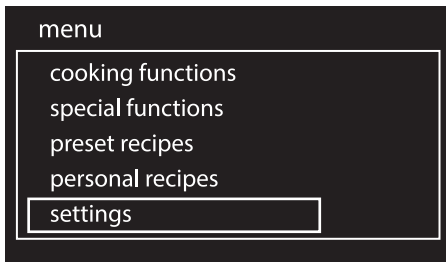 menu
cooking functions
special functions
preset recipes
personal recipes
settings